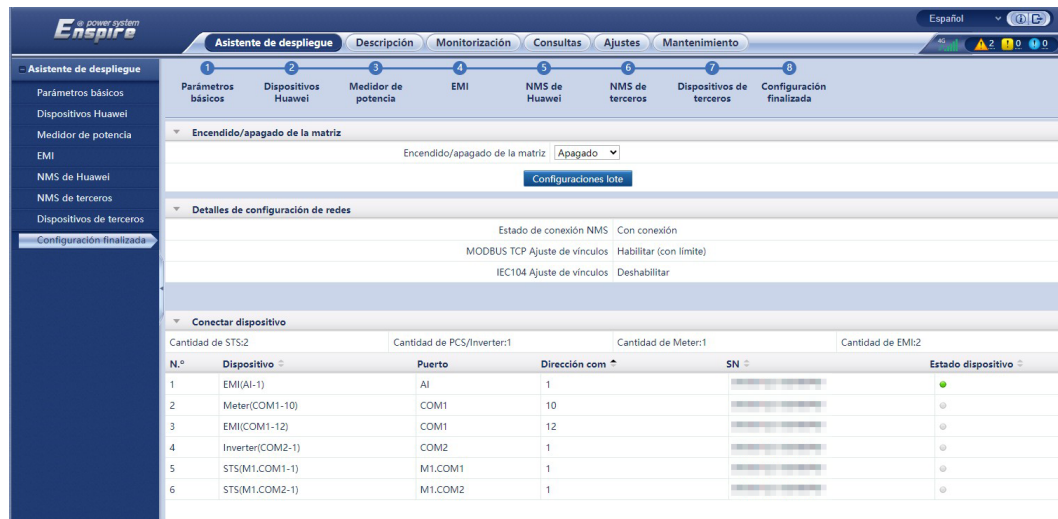 Enspire
e power system
Español
Asistente de despliegue Descripción Monitorización Consultas Ajustes Mantenimiento
4G 2 0 0
Asistente de despliegue
Parámetros básicos
Dispositivos Huawei
Medidor de potencia
EMI
NMS de Huawei
NMS de terceros
Dispositivos de terceros
Configuración finalizada
1 2 3 4 5 6 7 8
Parámetros básicos Dispositivos Huawei Medidor de potencia EMI NMS de Huawei NMS de terceros Dispositivos de terceros Configuración finalizada
Encendido/apagado de la matriz
Encendido/apagado de la matriz Apagado
Configuraciones lote
Detalles de configuración de redes
Estado de conexión NMS Con conexión
MODBUS TCP Ajuste de vínculos Habilitar (con límite)
IEC104 Ajuste de vínculos Deshabilitar
Conectar dispositivo
Cantidad de STS:2 Cantidad de PCS/Inverter:1 Cantidad de Meter:1 Cantidad de EMI:2
N.º Dispositivo Puerto Dirección com SN Estado dispositivo
1 EMI(AI-1) AI 1
2 Meter(COM1-10) COM1 10
3 EMI(COM1-12) COM1 12
4 Inverter(COM2-1) COM2 1
5 STS(M1.COM1-1) M1.COM1 1
6 STS(M1.COM2-1) M1.COM2 1